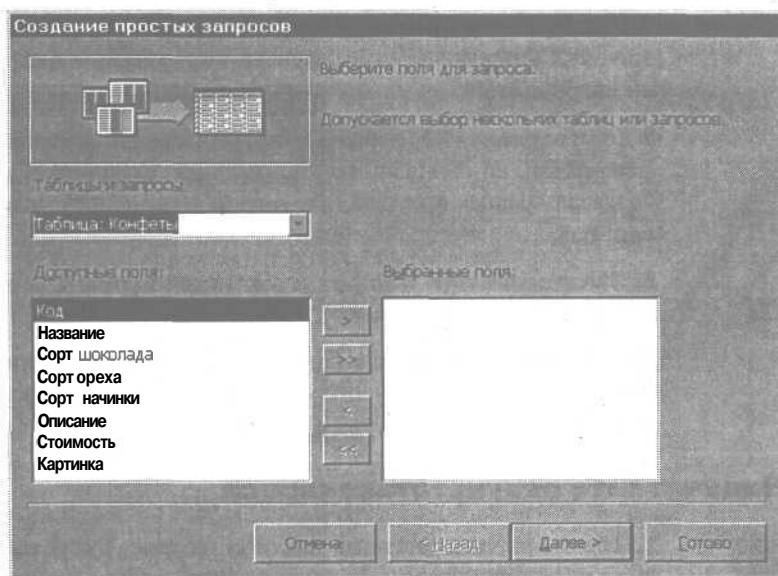 Создание простых запросов
Выберите поля для запроса.
Допускается выбор нескольких таблиц или запросов.
Таблицы и запросы
Таблица: Конфеты
Доступные поля:
Выбранные поля:
Код
Название
Сорт шоколада
Сорт ореха
Сорт начинки
Описание
Стоимость
Картинка
>
>>
<
<<
Отмена
< Назад
Далее >
Готово